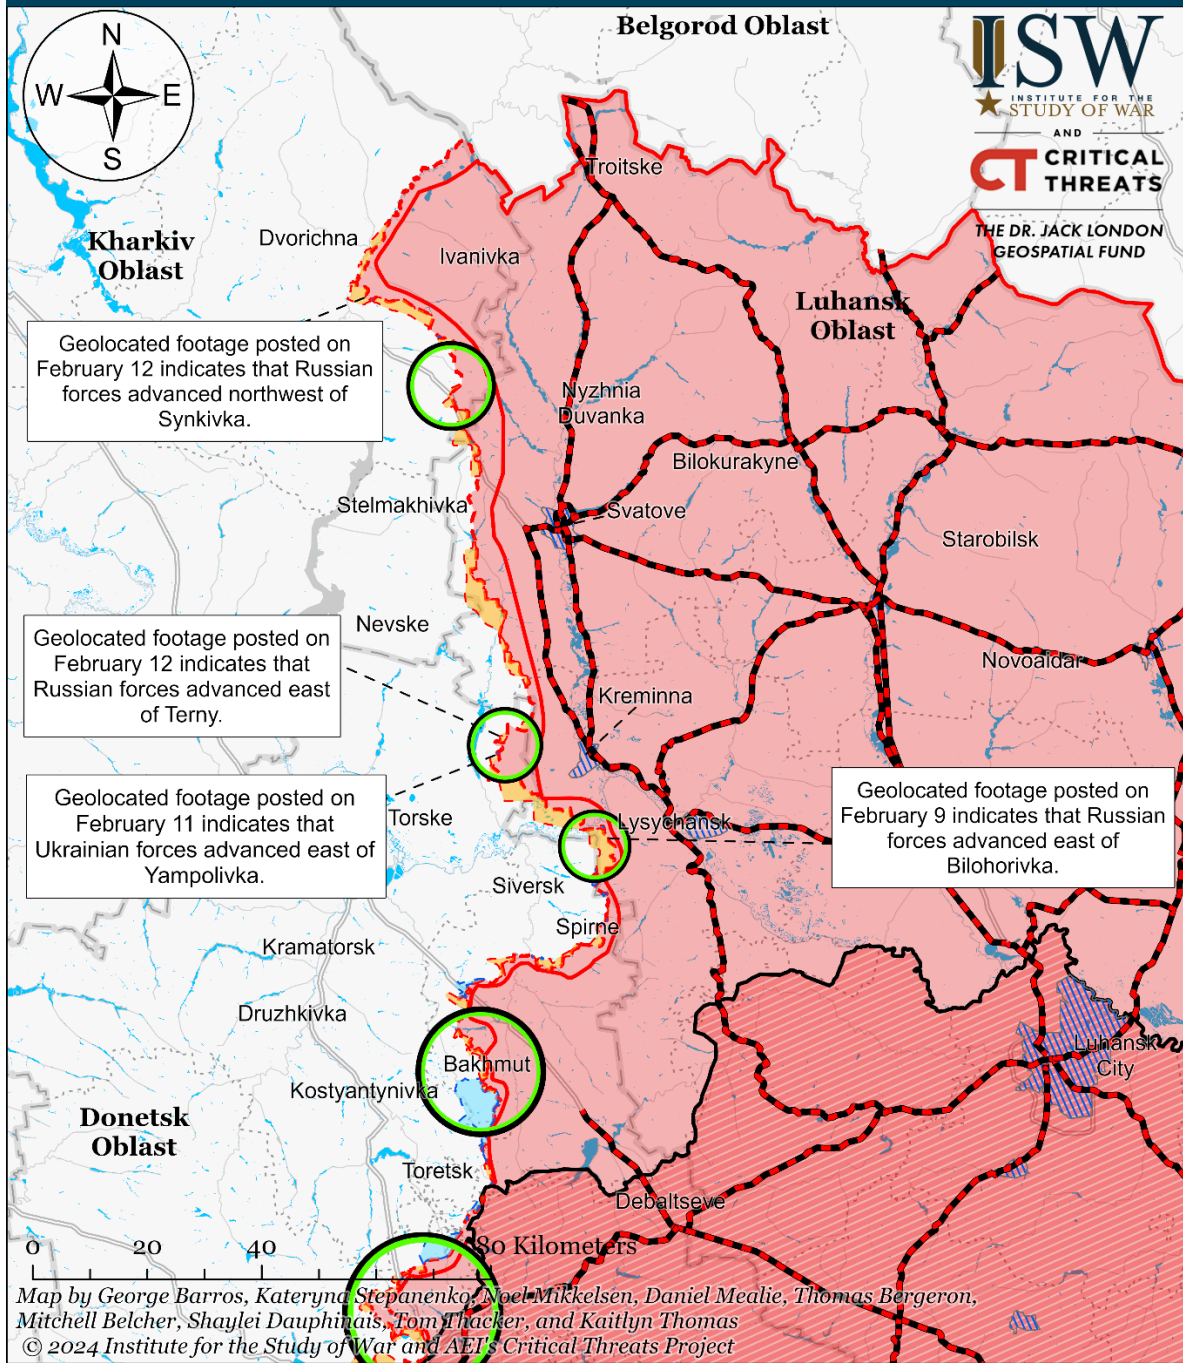 Belgorod Oblast
ISW
INSTITUTE FOR THE
STUDY OF WAR
AND
CT CRITICAL
THREATS
THE DR. JACK LONDON
GEOSPATIAL FUND
N
W E
S
Troitske
Kharkiv
Oblast
Dvorichna
Ivanivka
Luhansk
Oblast
Geolocated footage posted on
February 12 indicates that Russian
forces advanced northwest of
Synkivka.
Nyzhnia
Duvanka
Bilokurakyne
Stelmakhivka
Svatove
Starobilsk
Nevske
Geolocated footage posted on
February 12 indicates that
Russian forces advanced east
of Terny.
Novoaidar
Kreminna
Geolocated footage posted on
February 11 indicates that
Ukrainian forces advanced east of
Yampolivka.
Torske
Lysychansk
Geolocated footage posted on
February 9 indicates that Russian
forces advanced east of
Bilohorivka.
Siversk
Spirne
Kramatorsk
Druzhkivka
Bakhmut
Kostyantynivka
Luhansk
City
Donetsk
Oblast
Toretsk
Debaltseve
0 20 40 80 Kilometers
Map by George Barros, Kateryna Stepanenko, Noel Mikkelsen, Daniel Mealie, Thomas Bergeron,
Mitchell Belcher, Shaylei Dauphinais, Tom Thacker, and Kaitlyn Thomas
© 2024 Institute for the Study of War and AEI's Critical Threats Project